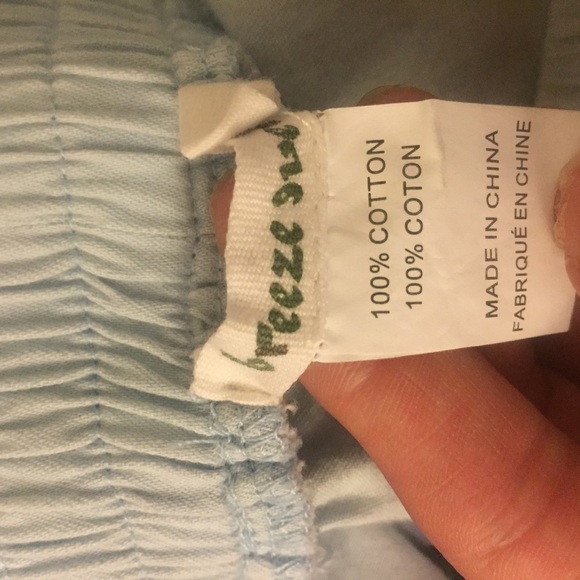 breeze
100% COTTON
100% COTON
MADE IN CHINA
FABRIQUÉ EN CHINE